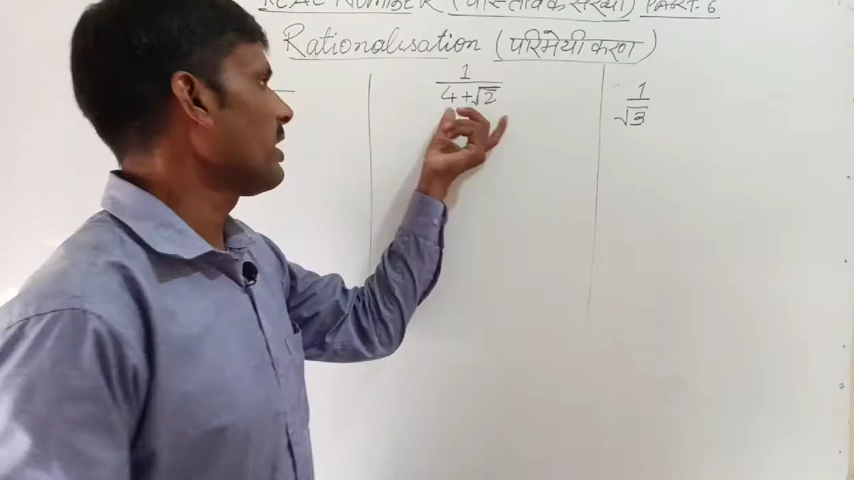 REAL NUMBER (वास्तविक संख्या) PART-6
Rationalisation (परिमेयीकरण)
1/(4+√2)
1/√3